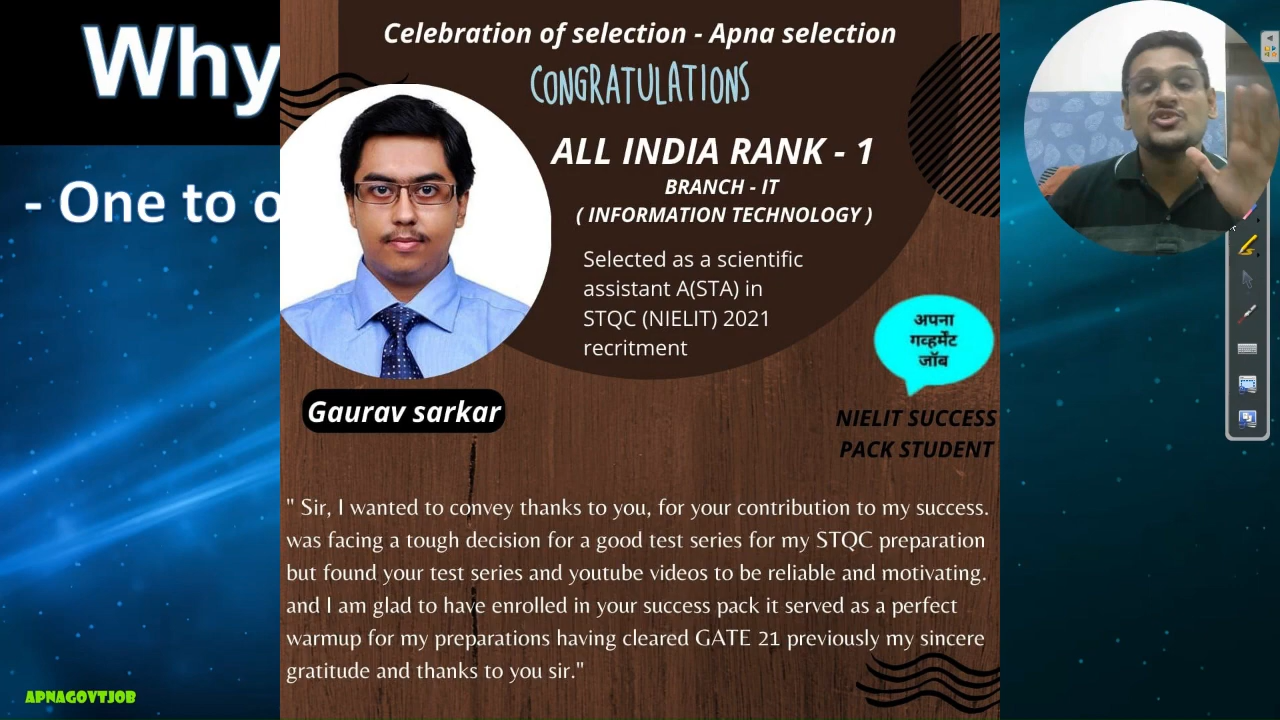 Why
- One to o
Celebration of selection - Apna selection
CONGRATULATIONS
ALL INDIA RANK - 1
BRANCH - IT
( INFORMATION TECHNOLOGY )
Selected as a scientific
assistant A(STA) in
STQC (NIELIT) 2021
recritment
अपना
गव्हर्मेंट
जॉब
Gaurav sarkar
NIELIT SUCCESS
PACK STUDENT
" Sir, I wanted to convey thanks to you, for your contribution to my success.
was facing a tough decision for a good test series for my STQC preparation
but found your test series and youtube videos to be reliable and motivating.
and I am glad to have enrolled in your success pack it served as a perfect
warmup for my preparations having cleared GATE 21 previously my sincere
gratitude and thanks to you sir."
APNAGOVTJOB